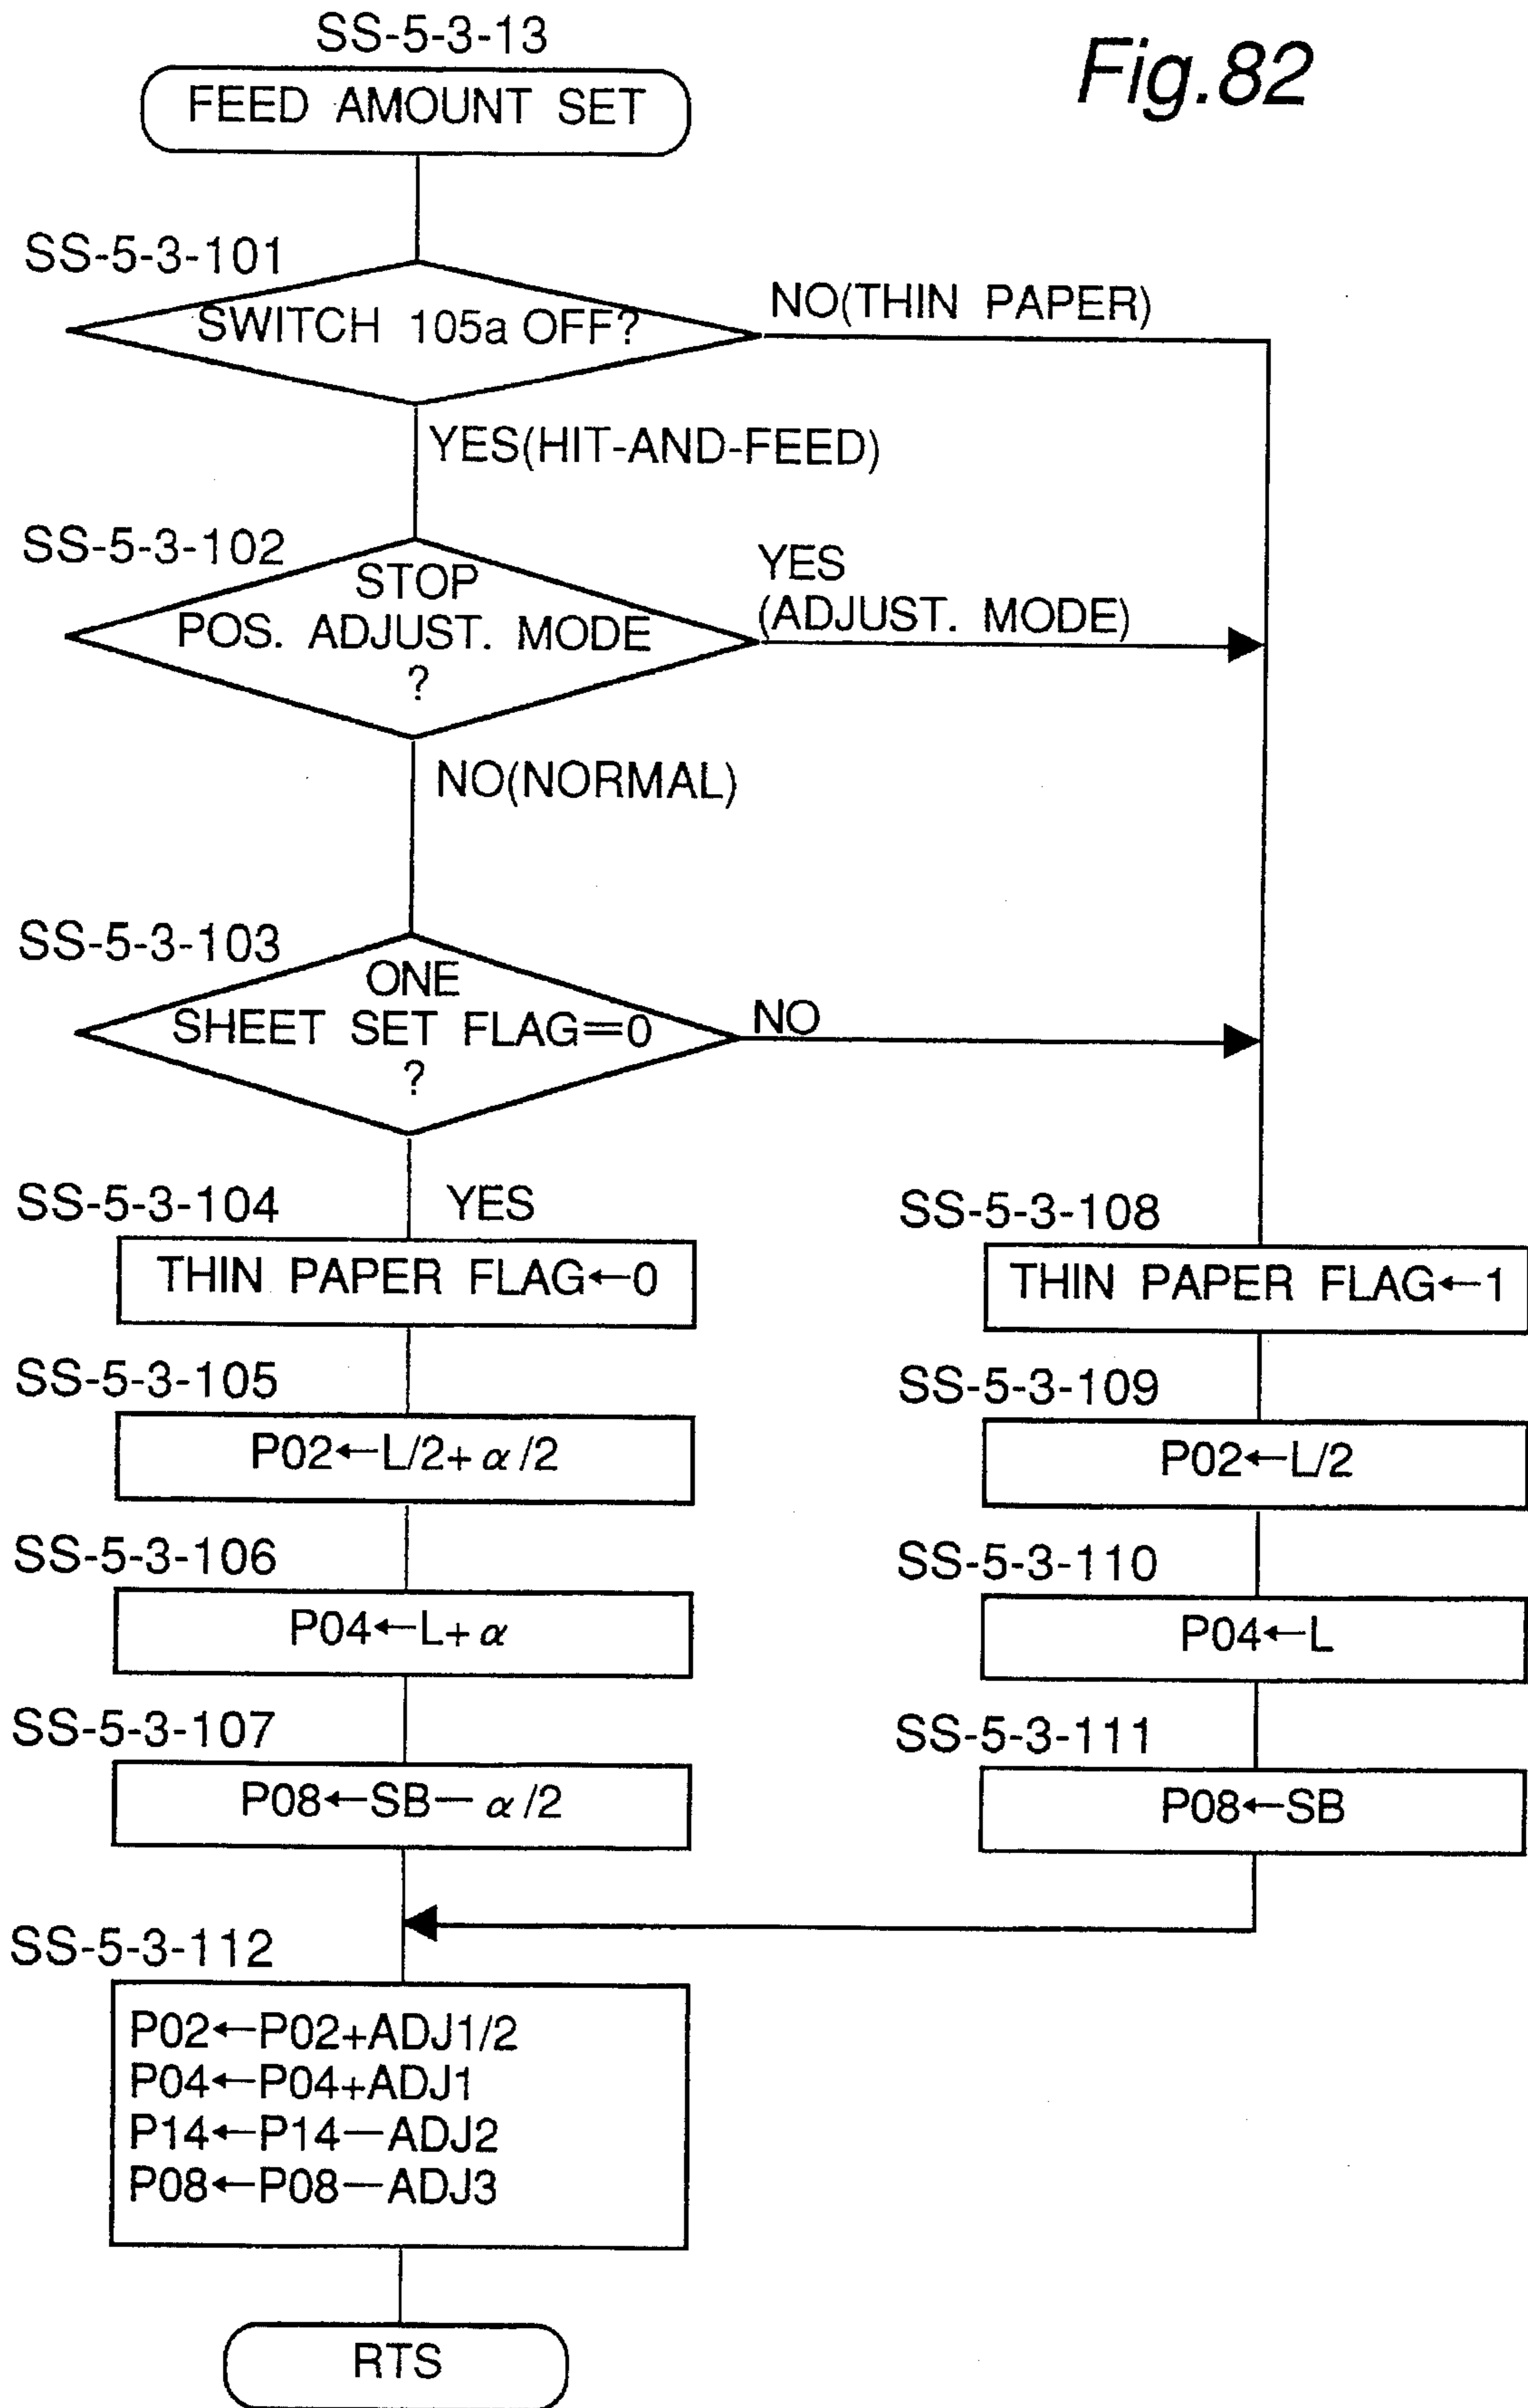 SS-5-3-13
Fig.82
FEED AMOUNT SET
SS-5-3-101
SWITCH 105a OFF?
NO(THIN PAPER)
YES(HIT-AND-FEED)
SS-5-3-102
STOP
POS. ADJUST. MODE
?
YES
(ADJUST. MODE)
NO(NORMAL)
SS-5-3-103
ONE
SHEET SET FLAG=0
?
NO
SS-5-3-104
YES
THIN PAPER FLAG←0
SS-5-3-105
P02←L/2+α/2
SS-5-3-106
P04←L+α
SS-5-3-107
P08←SB—α/2
SS-5-3-108
THIN PAPER FLAG←1
SS-5-3-109
P02←L/2
SS-5-3-110
P04←L
SS-5-3-111
P08←SB
SS-5-3-112
P02←P02+ADJ1/2
P04←P04+ADJ1
P14←P14—ADJ2
P08←P08—ADJ3
RTS